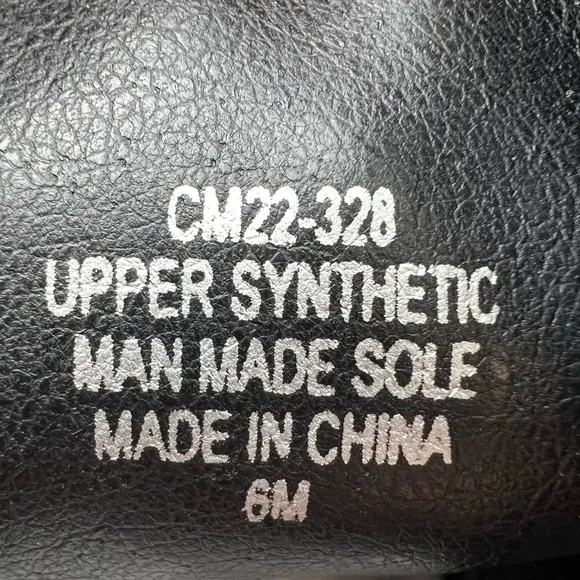 CM22-328
UPPER SYNTHETIC
MAN MADE SOLE
MADE IN CHINA
6M